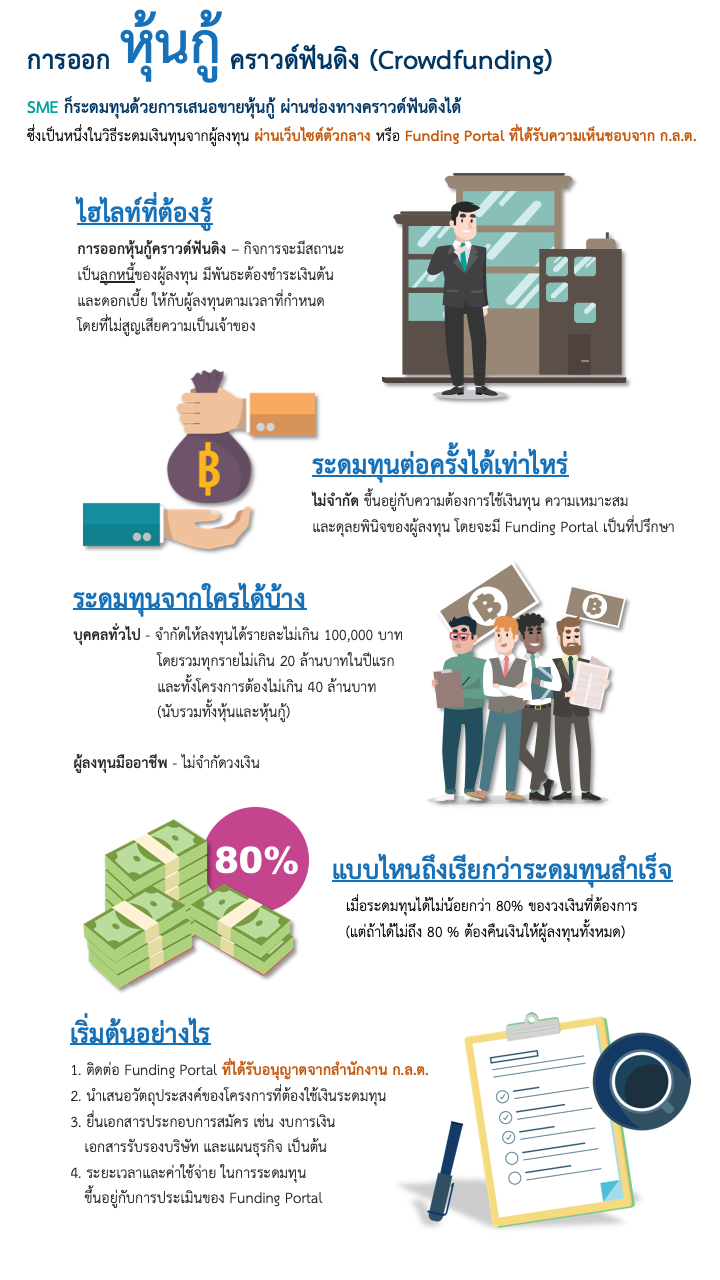 การออก หุ้นกู้ คราวด์ฟันดิง (Crowdfunding)
SME ก็ระดมทุนด้วยการเสนอขายหุ้นกู้ ผ่านช่องทางคราวด์ฟันดิงได้
ซึ่งเป็นหนึ่งในวิธีระดมเงินทุนจากผู้ลงทุน ผ่านเว็บไซต์ตัวกลาง หรือ Funding Portal ที่ได้รับความเห็นชอบจาก ก.ล.ต.
ไฮไลท์ที่ต้องรู้
การออกหุ้นกู้คราวด์ฟันดิง – กิจการจะมีสถานะ
เป็นลูกหนี้ของผู้ลงทุน มีพันธะต้องชำระเงินต้น
และดอกเบี้ย ให้กับผู้ลงทุนตามเวลาที่กำหนด
โดยที่ไม่สูญเสียความเป็นเจ้าของ
฿
ระดมทุนต่อครั้งได้เท่าไหร่
ไม่จำกัด ขึ้นอยู่กับความต้องการใช้เงินทุน ความเหมาะสม
และดุลยพินิจของผู้ลงทุน โดยจะมี Funding Portal เป็นที่ปรึกษา
ระดมทุนจากใครได้บ้าง
บุคคลทั่วไป - จำกัดให้ลงทุนได้รายละไม่เกิน 100,000 บาท
โดยรวมทุกรายไม่เกิน 20 ล้านบาทในปีแรก
และทั้งโครงการต้องไม่เกิน 40 ล้านบาท
(นับรวมทั้งหุ้นและหุ้นกู้)
ผู้ลงทุนมืออาชีพ - ไม่จำกัดวงเงิน
80%
แบบไหนถึงเรียกว่าระดมทุนสำเร็จ
เมื่อระดมทุนได้ไม่น้อยกว่า 80% ของวงเงินที่ต้องการ
(แต่ถ้าได้ไม่ถึง 80 % ต้องคืนเงินให้ผู้ลงทุนทั้งหมด)
เริ่มต้นอย่างไร
1. ติดต่อ Funding Portal ที่ได้รับอนุญาตจากสำนักงาน ก.ล.ต.
2. นำเสนอวัตถุประสงค์ของโครงการที่ต้องใช้เงินระดมทุน
3. ยื่นเอกสารประกอบการสมัคร เช่น งบการเงิน
เอกสารรับรองบริษัท และแผนธุรกิจ เป็นต้น
4. ระยะเวลาและค่าใช้จ่าย ในการระดมทุน
ขึ้นอยู่กับการประเมินของ Funding Portal